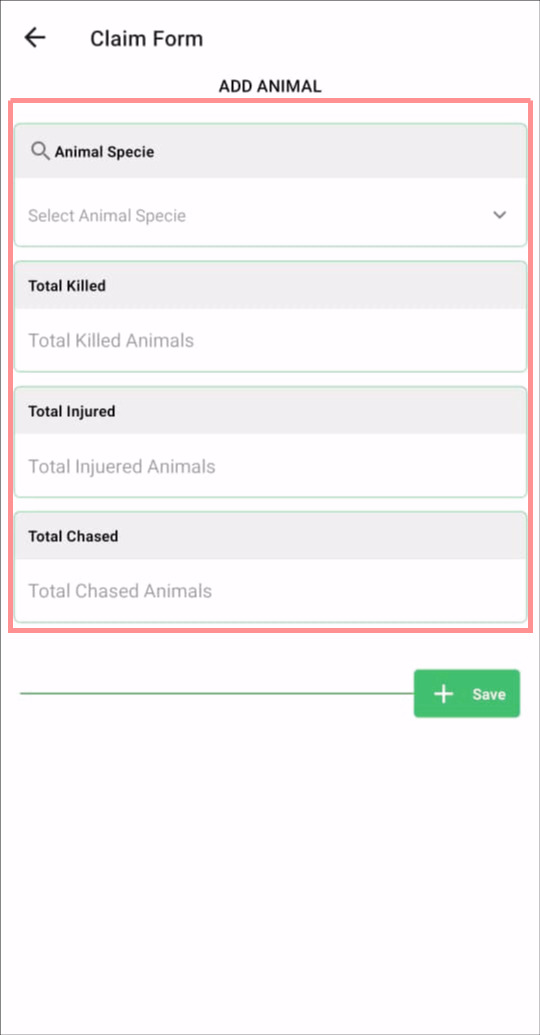 Claim Form
ADD ANIMAL
Animal Specie
Select Animal Specie
Total Killed
Total Killed Animals
Total Injured
Total Injuered Animals
Total Chased
Total Chased Animals
Save